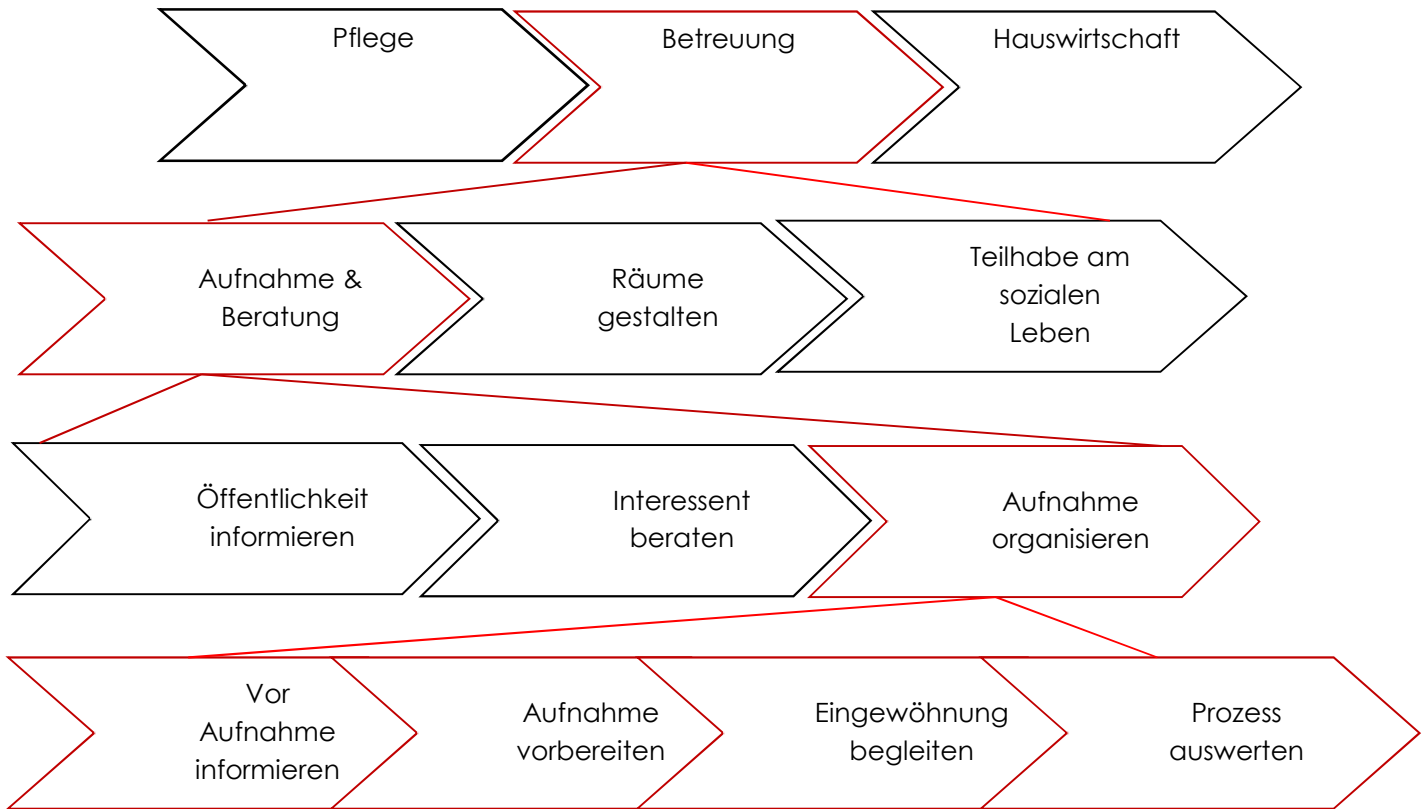 Pflege
Betreuung
Hauswirtschaft
Aufnahme &
Beratung
Räume
gestalten
Teilhabe am
sozialen
Leben
Öffentlichkeit
informieren
Interessent
beraten
Aufnahme
organisieren
Vor
Aufnahme
informieren
Aufnahme
vorbereiten
Eingewöhnung
begleiten
Prozess
auswerten